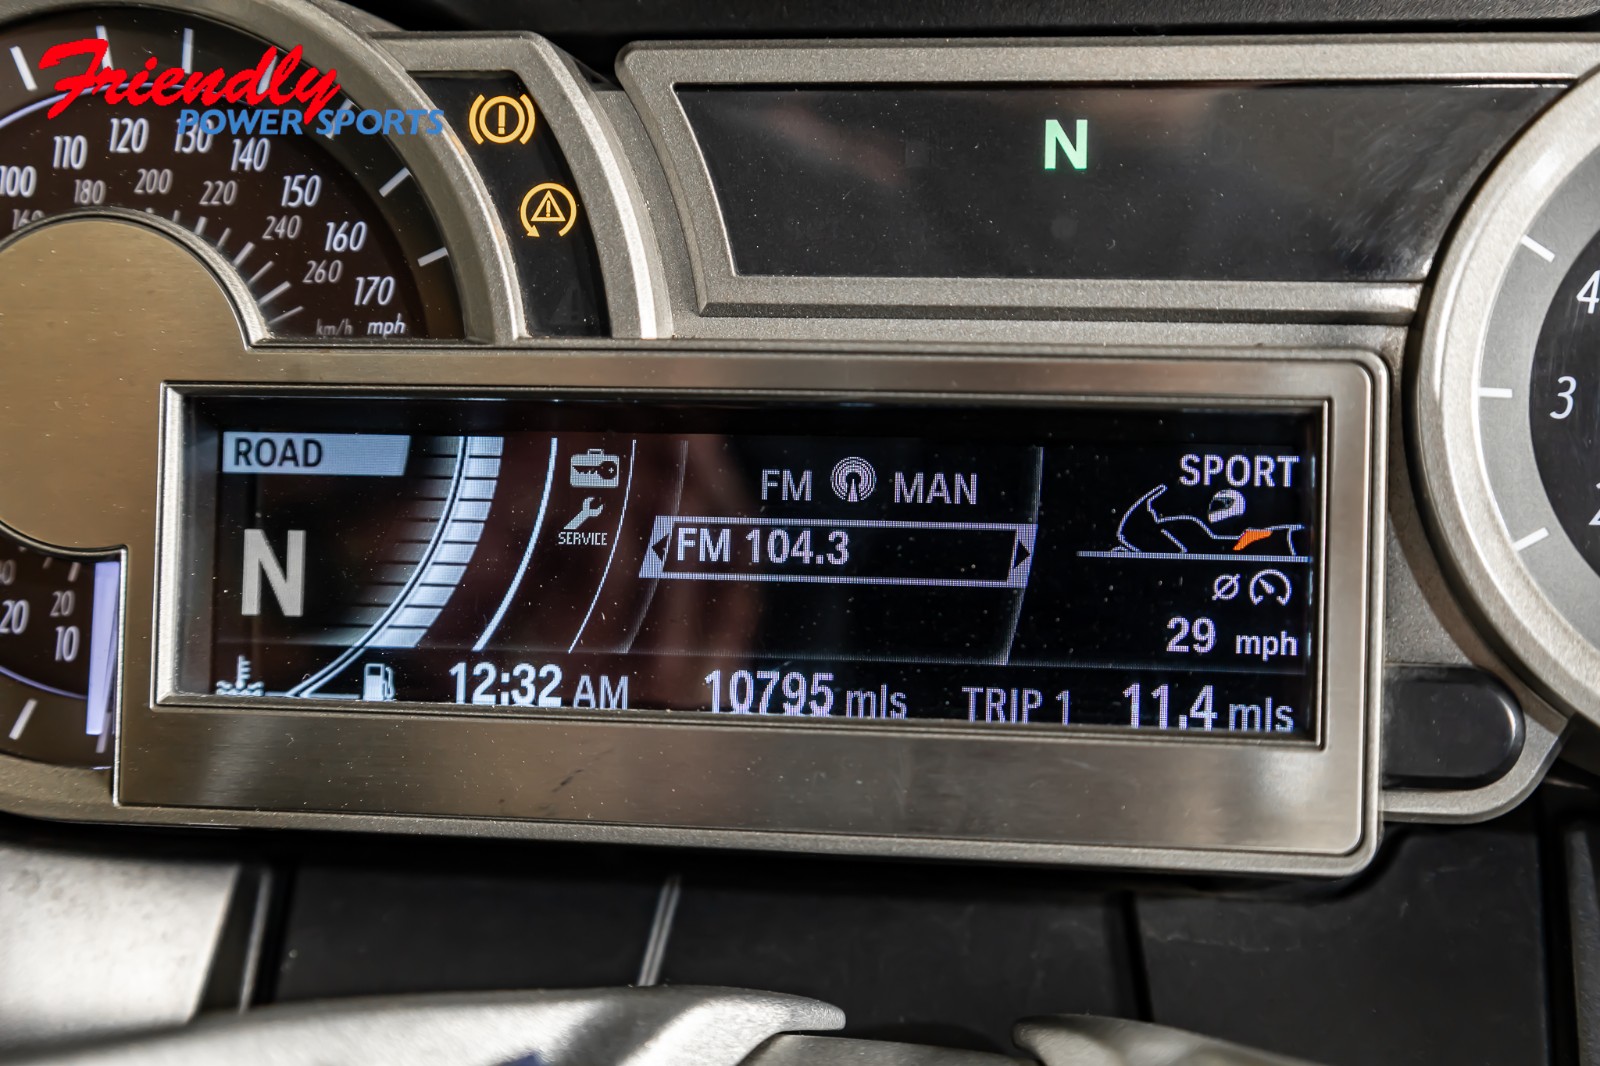 Friendly
POWER SPORTS
100 110 120 130 140 150 160 170
180 200 220 240 260
km/h mph
N
4
3
20 10
20
ROAD
N
SERVICE
FM MAN
FM 104.3
SPORT
Ø
29 mph
12:32 AM 10795 mls TRIP 1 11.4 mls